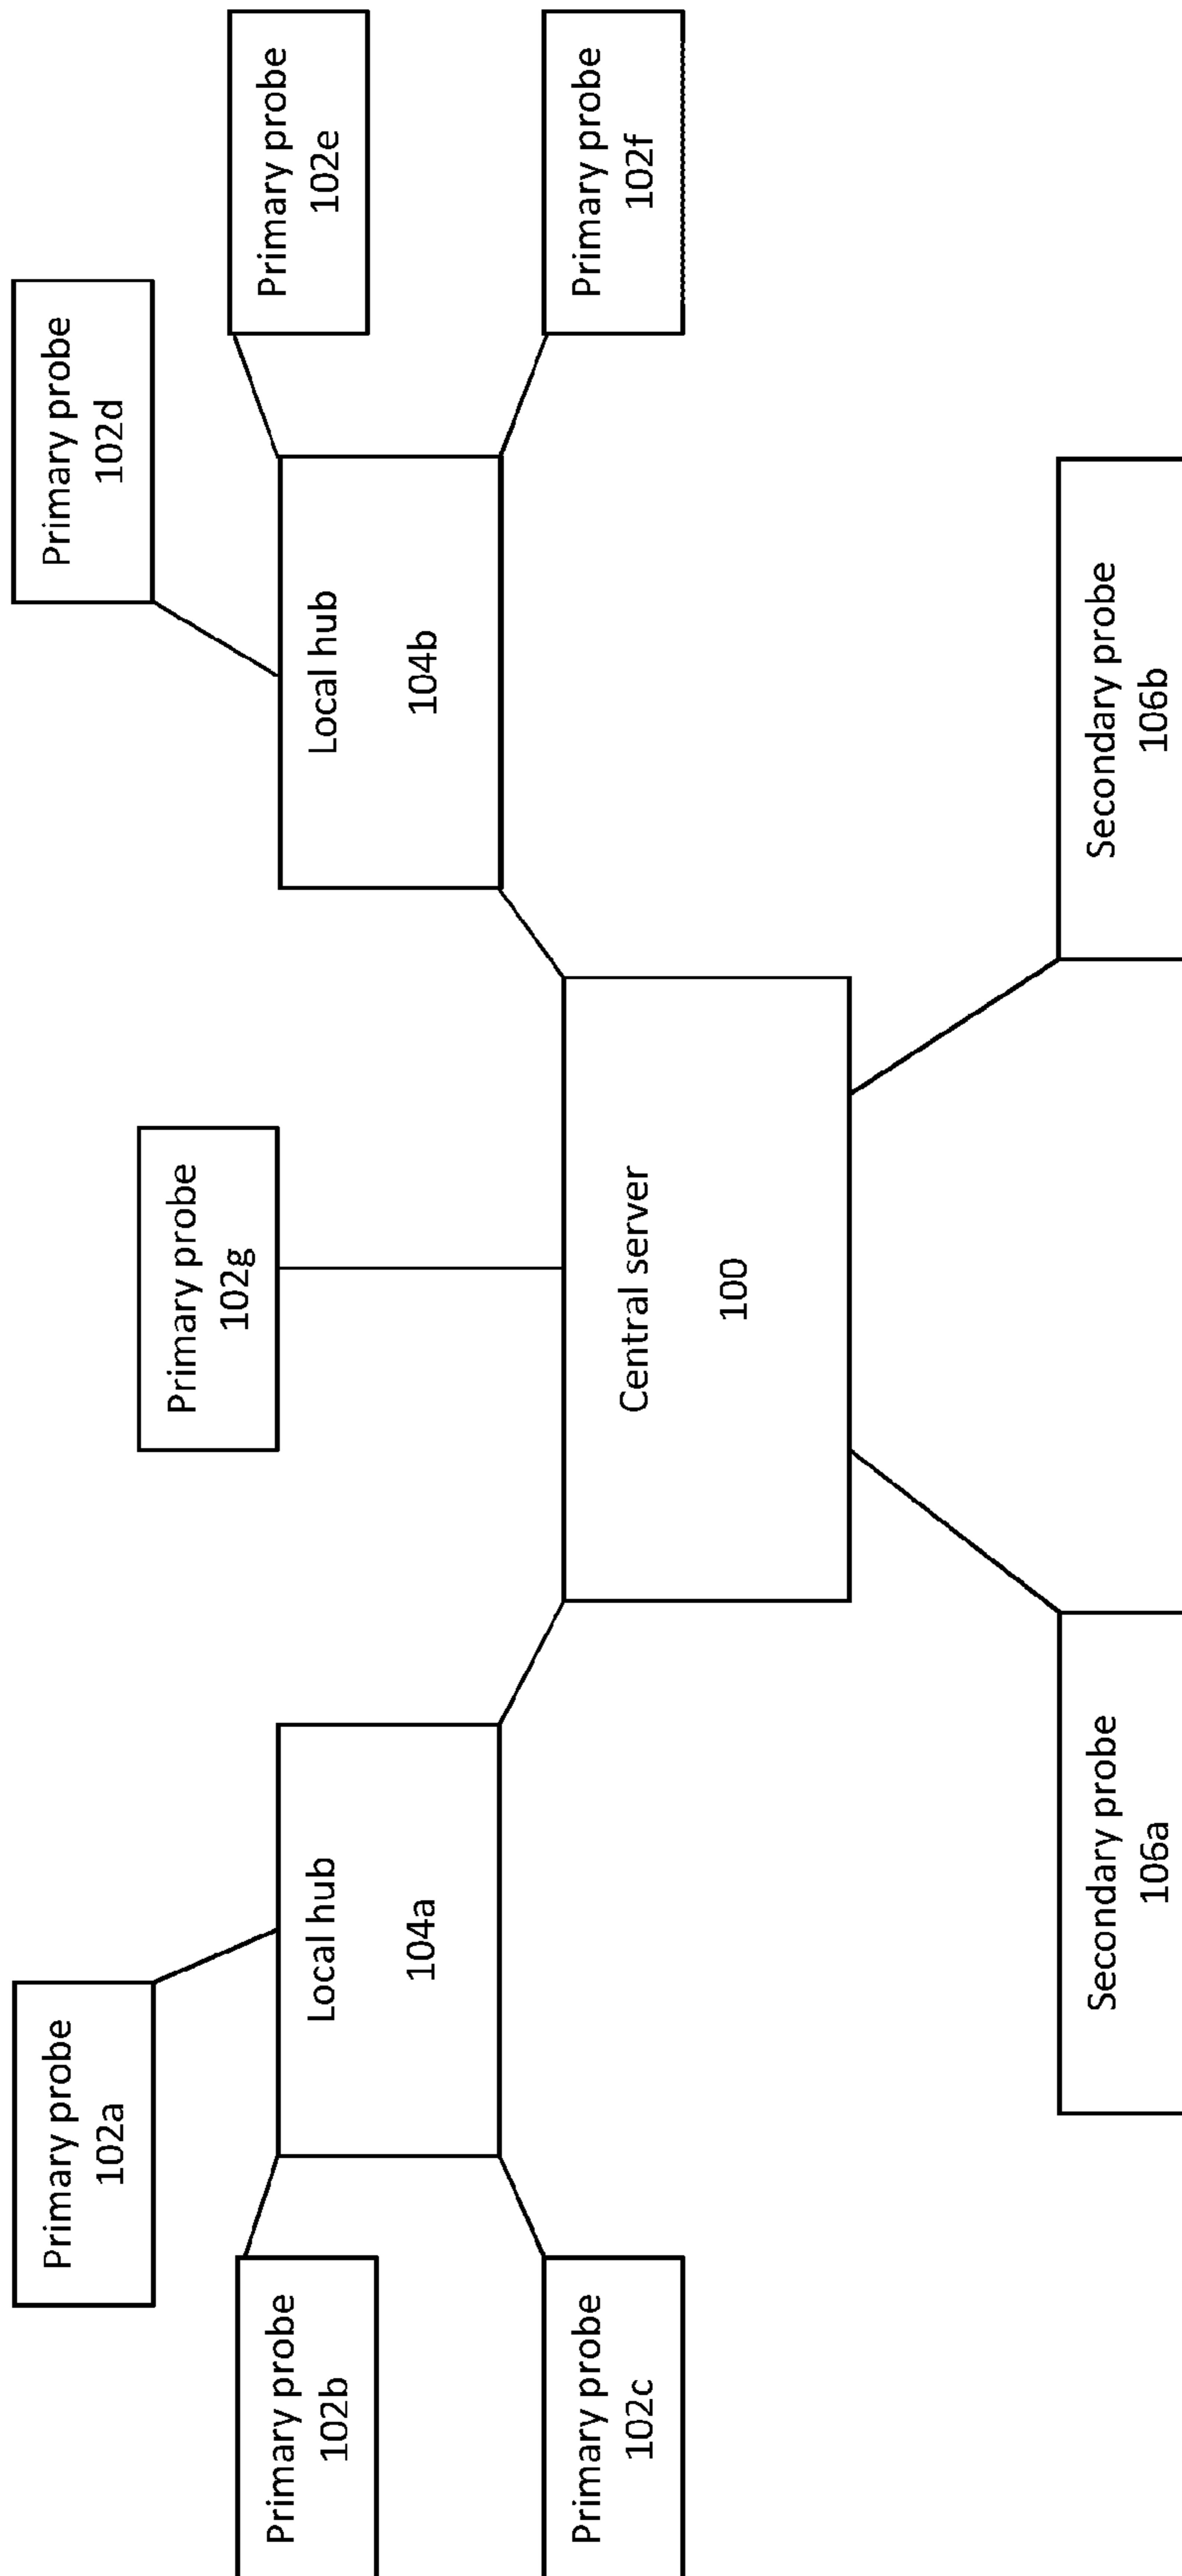 Primary probe
102a
Primary probe
102d
Primary probe
102g
Primary probe
102b
Local hub
104a
Local hub
104b
Primary probe
102e
Primary probe
102c
Central server
100
Primary probe
102f
Secondary probe
106a
Secondary probe
106b